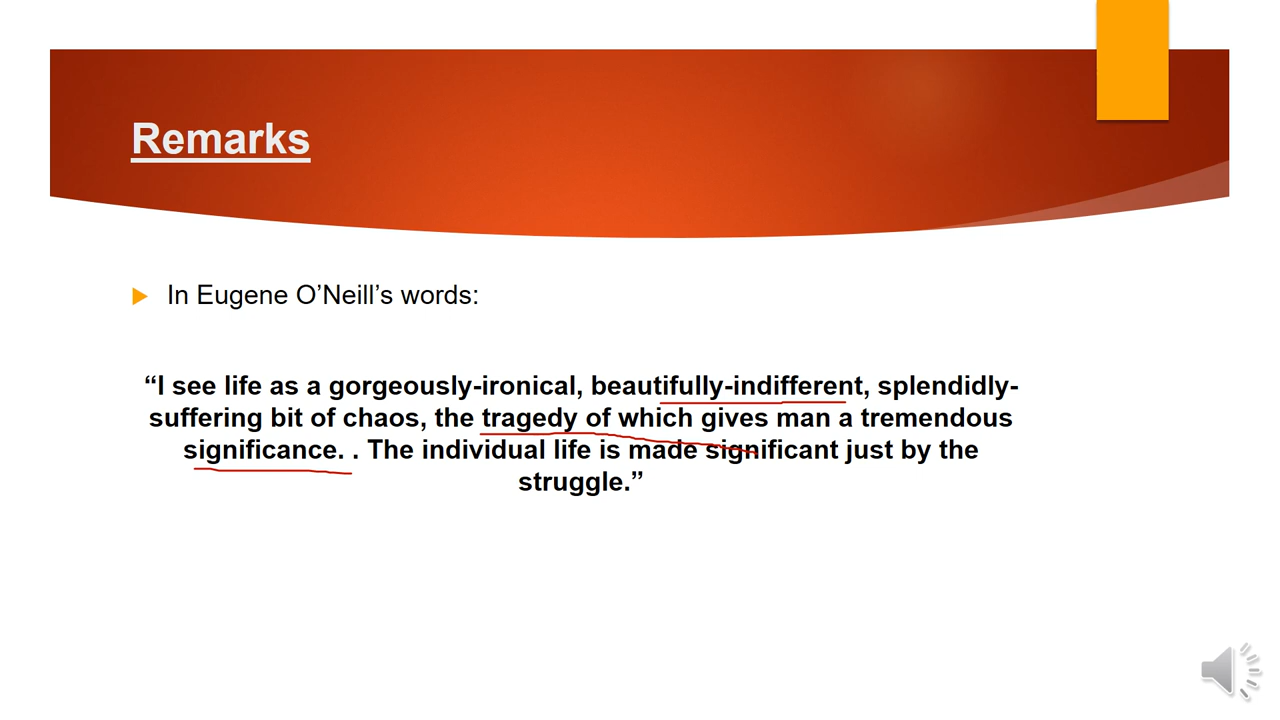 Remarks
In Eugene O’Neill’s words:
“I see life as a gorgeously-ironical, beautifully-indifferent, splendidly-
suffering bit of chaos, the tragedy of which gives man a tremendous
significance. . The individual life is made significant just by the
struggle.”